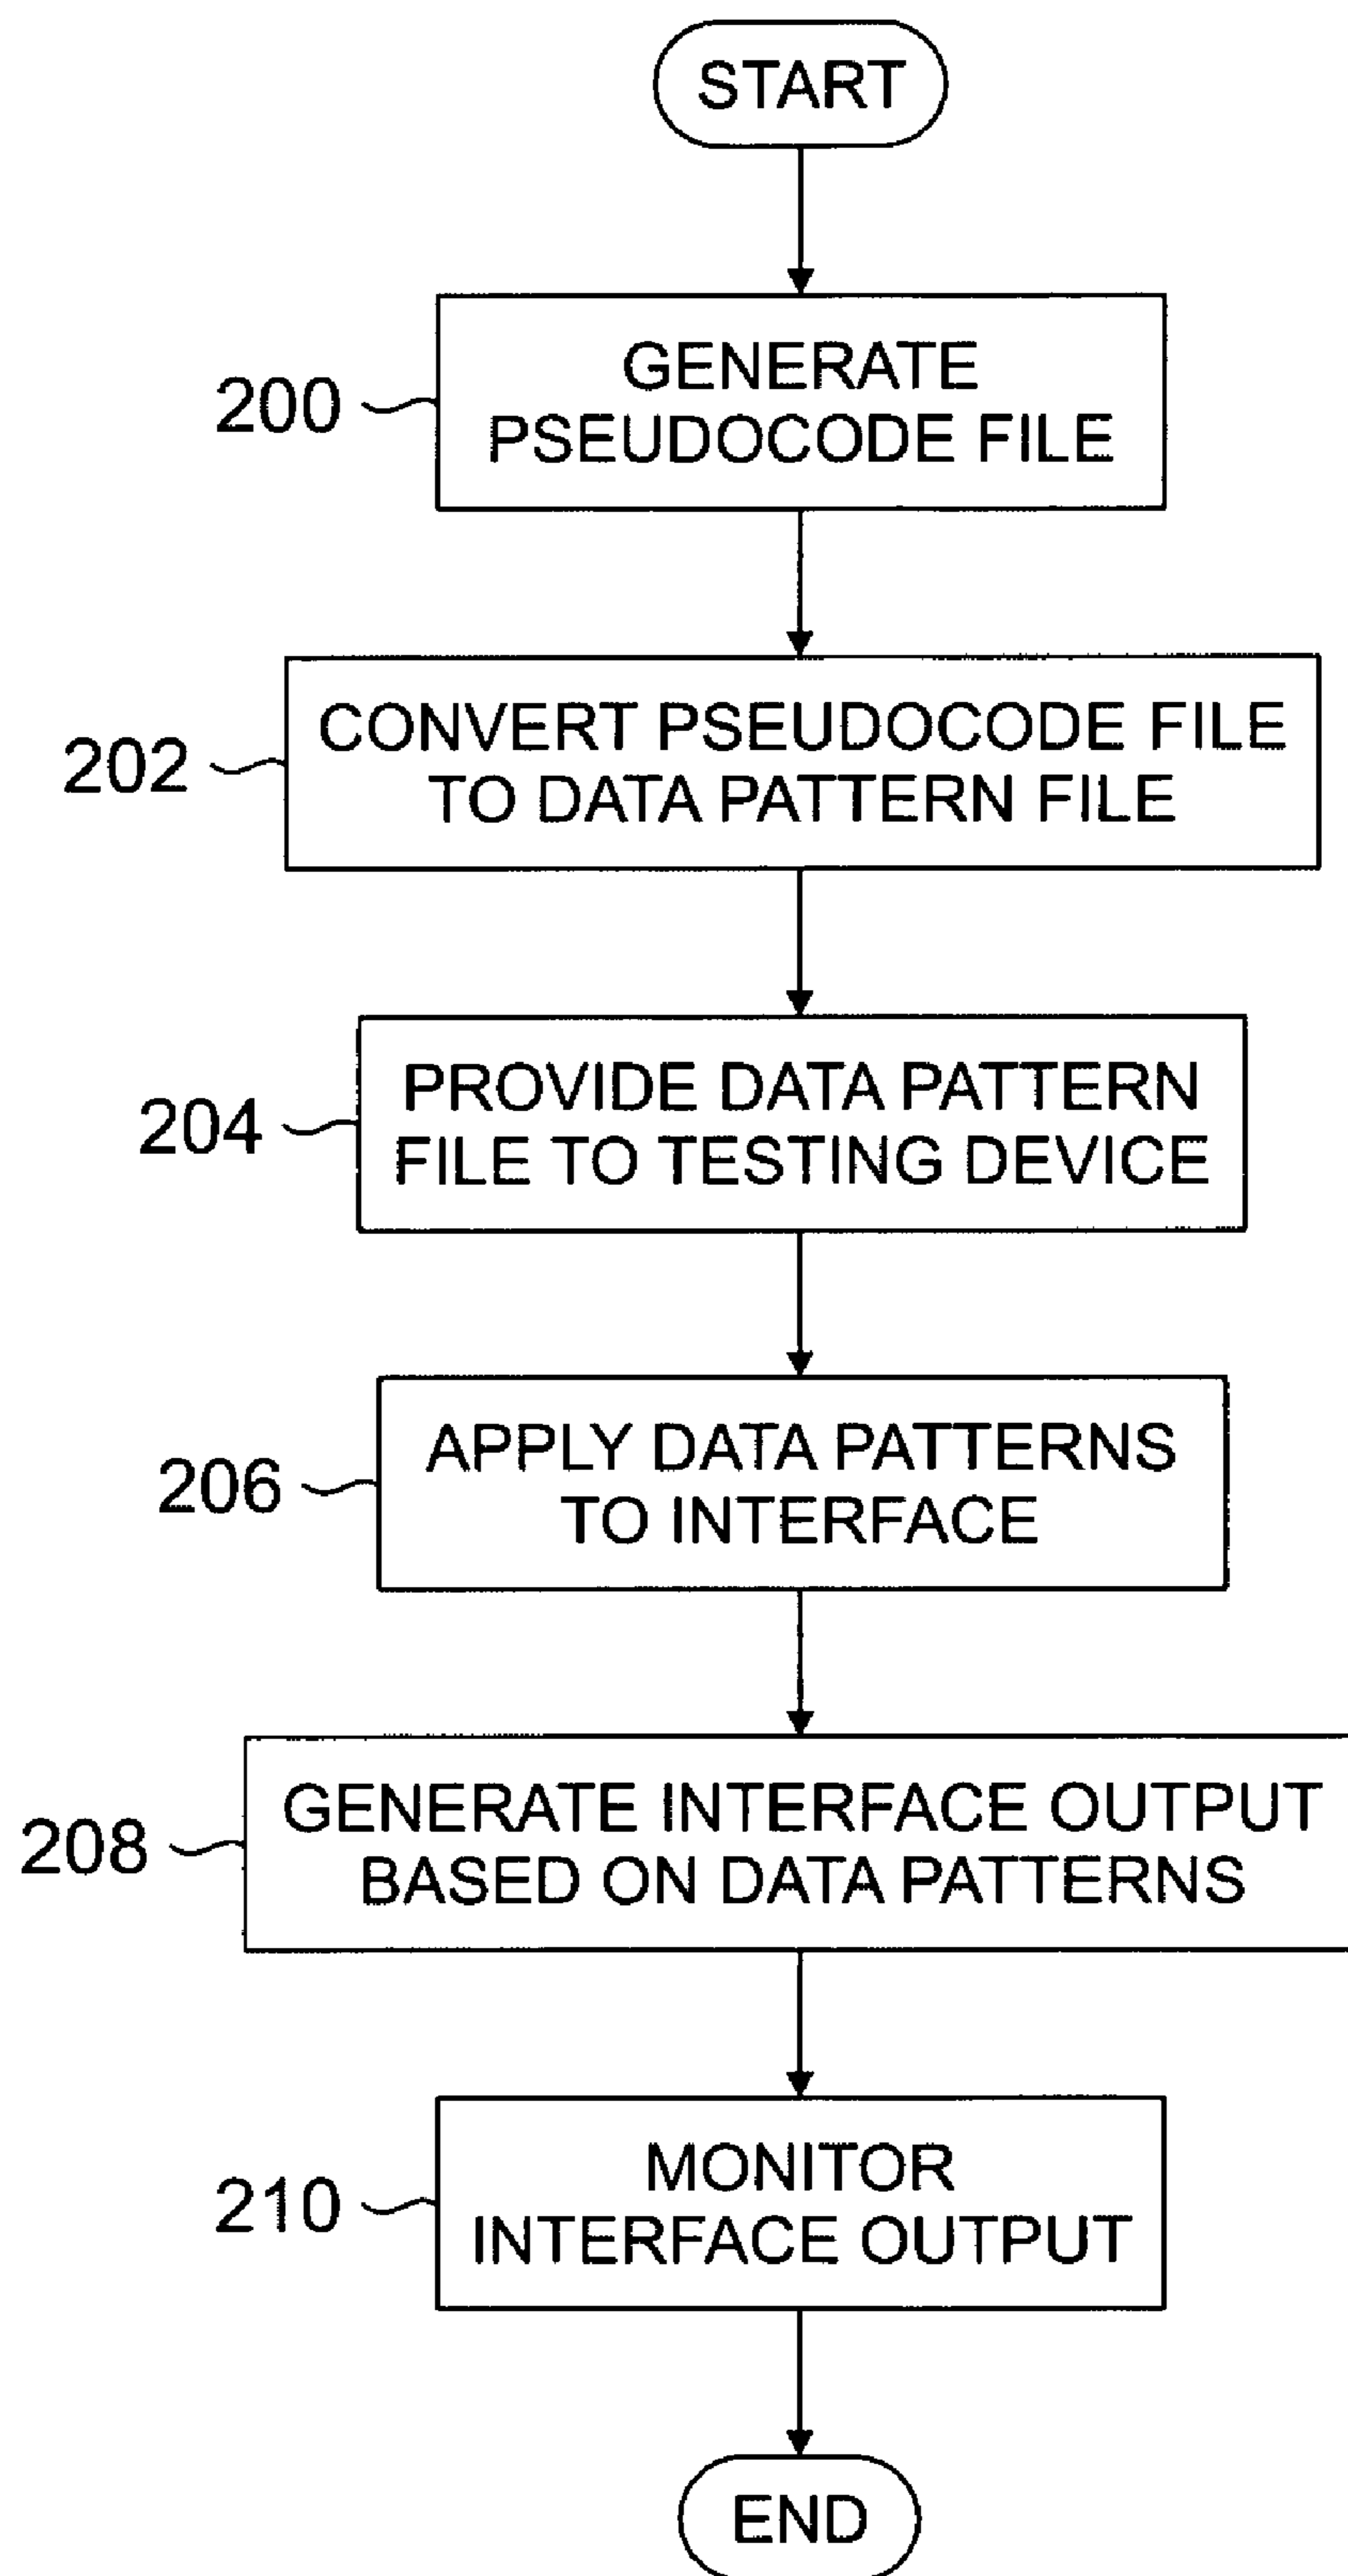 START
200
GENERATE
PSEUDOCODE FILE
202
CONVERT PSEUDOCODE FILE
TO DATA PATTERN FILE
204
PROVIDE DATA PATTERN
FILE TO TESTING DEVICE
206
APPLY DATA PATTERNS
TO INTERFACE
208
GENERATE INTERFACE OUTPUT
BASED ON DATA PATTERNS
210
MONITOR
INTERFACE OUTPUT
END